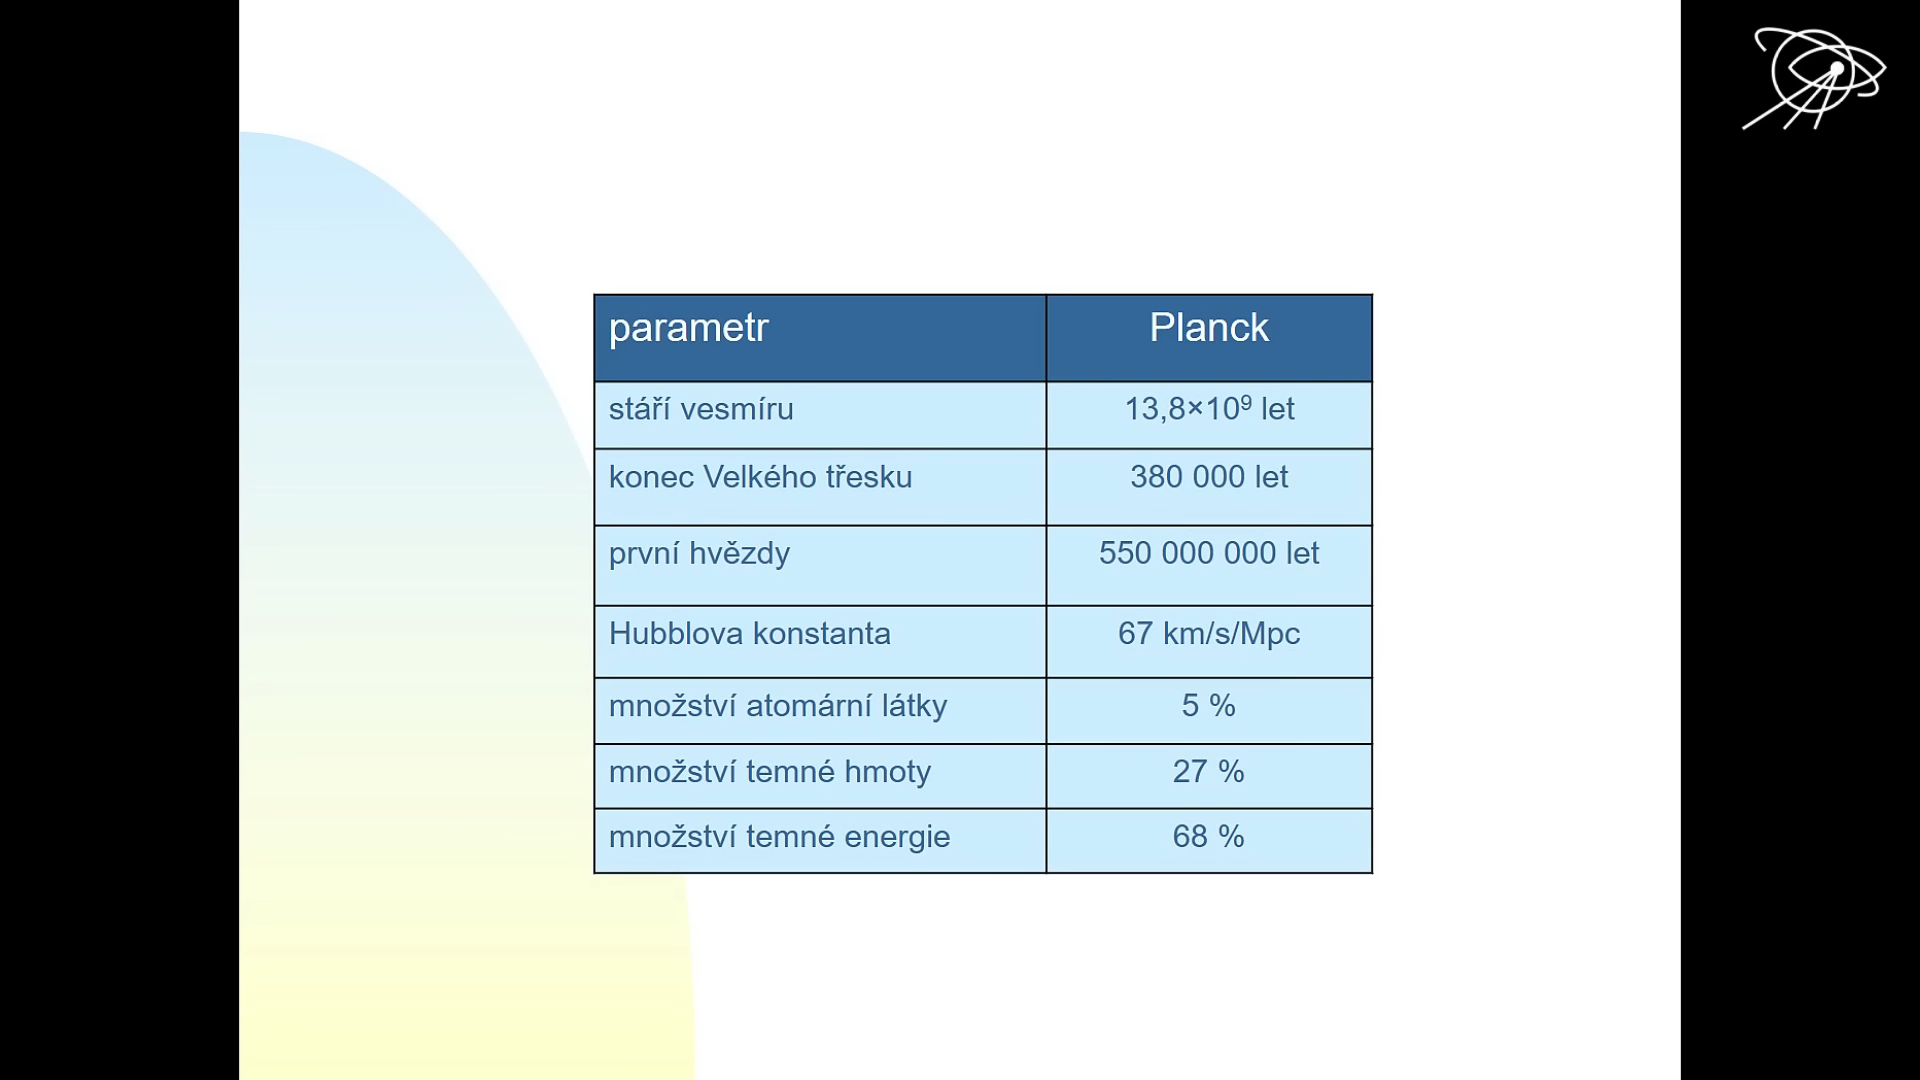 parametr Planck
stáří vesmíru 13,8×10⁹ let
konec Velkého třesku 380 000 let
první hvězdy 550 000 000 let
Hubblova konstanta 67 km/s/Mpc
množství atomární látky 5 %
množství temné hmoty 27 %
množství temné energie 68 %